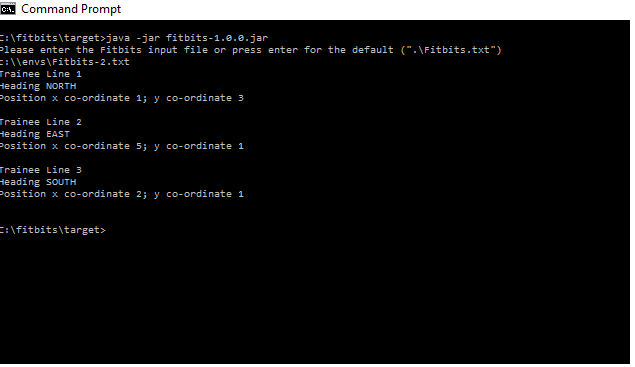 C:\. Command Prompt
C:\fitbits\target>java -jar fitbits-1.0.0.jar
Please enter the Fitbits input file or press enter for the default (".\Fitbits.txt")
c:\\envs\Fitbits-2.txt
Trainee Line 1
Heading NORTH
Position x co-ordinate 1; y co-ordinate 3
Trainee Line 2
Heading EAST
Position x co-ordinate 5; y co-ordinate 1
Trainee Line 3
Heading SOUTH
Position x co-ordinate 2; y co-ordinate 1
C:\fitbits\target>